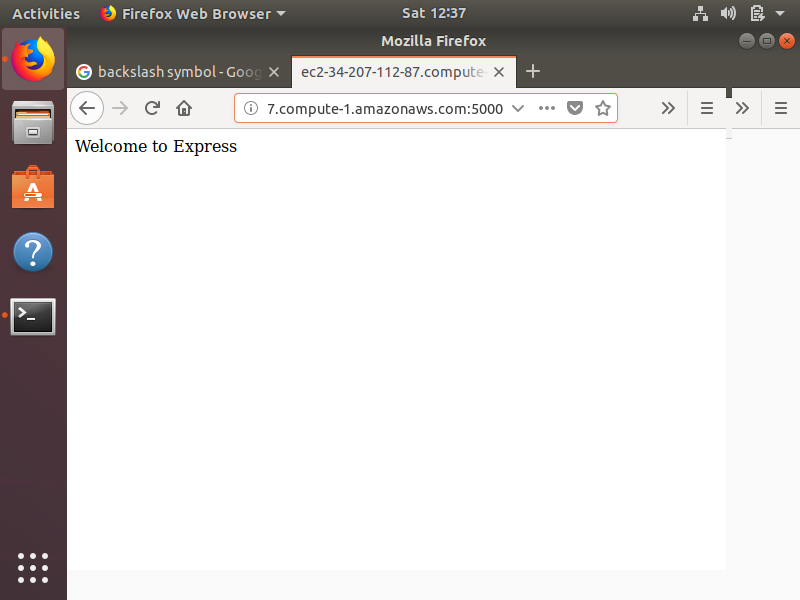 Activities
Firefox Web Browser
Sat 12:37
Mozilla Firefox
backslash symbol - Goog
ec2-34-207-112-87.compute-
7.compute-1.amazonaws.com:5000
Welcome to Express